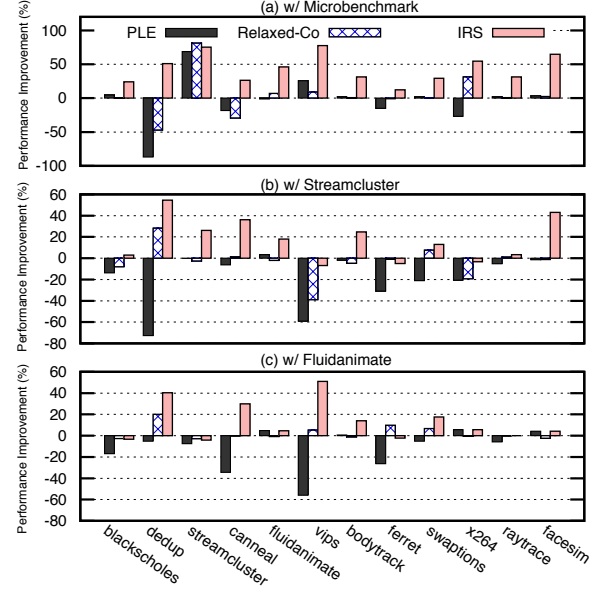 (a) w/ Microbenchmark
PLE Relaxed-Co IRS
Performance Improvement (%)
100
50
0
-50
-100
(b) w/ Streamcluster
Performance Improvement (%)
60
40
20
0
-20
-40
-60
-80
(c) w/ Fluidanimate
Performance Improvement (%)
60
40
20
0
-20
-40
-60
-80
blackscholes
dedup
streamcluster
canneal
fluidanimate
vips
bodytrack
ferret
swaptions
x264
raytrace
facesim